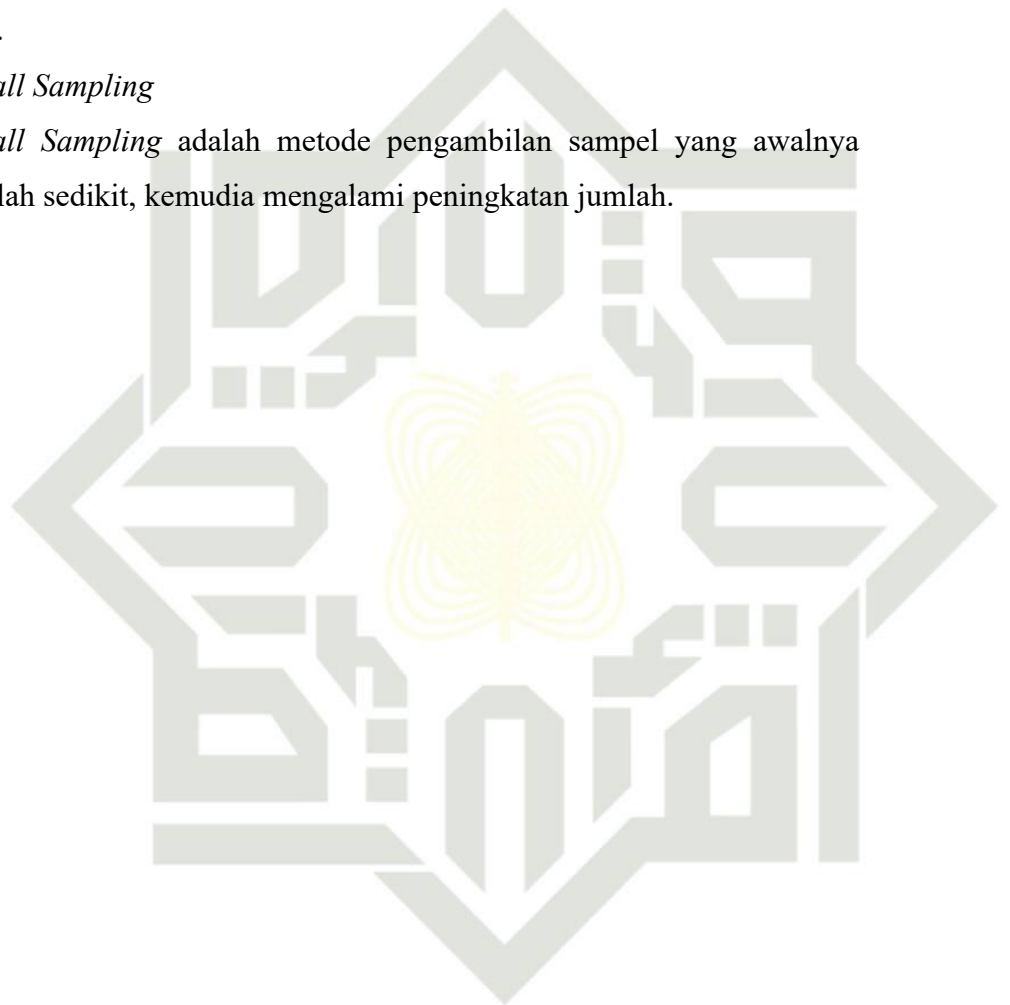 .
all Sampling
all Sampling adalah metode pengambilan sampel yang awalnya
lah sedikit, kemudia mengalami peningkatan jumlah.